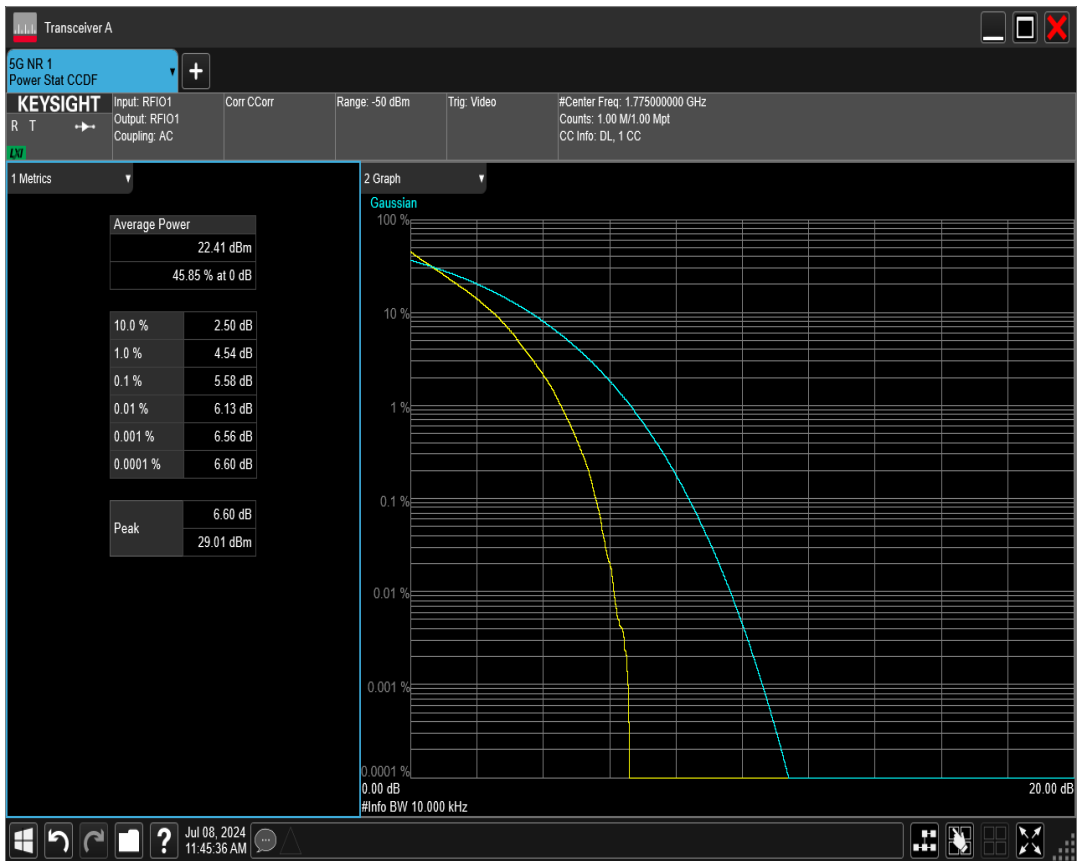 Transceiver A
5G NR 1
Power Stat CCDF
+
KEYSIGHT
R T
LXI
Input: RFIO1
Output: RFIO1
Coupling: AC
Corr CCorr
Range: -50 dBm
Trig: Video
#Center Freq: 1.775000000 GHz
Counts: 1.00 M/1.00 Mpt
CC Info: DL, 1 CC
1 Metrics
Average Power
22.41 dBm
45.85 % at 0 dB
10.0 % 2.50 dB
1.0 % 4.54 dB
0.1 % 5.58 dB
0.01 % 6.13 dB
0.001 % 6.56 dB
0.0001 % 6.60 dB
Peak
6.60 dB
29.01 dBm
2 Graph
Gaussian
100 %
10 %
1 %
0.1 %
0.01 %
0.001 %
0.0001 %
0.00 dB 20.00 dB
#Info BW 10.000 kHz
?
Jul 08, 2024
11:45:36 AM